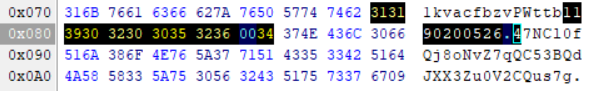 0x070 316B 7661 6366 627A 7650 5774 7462 3131 1kvacfbzvPWttb11
0x080 3930 3230 3035 3236 0034 374E 436C 3066 90200526.47NCl0f
0x090 516A 386F 4E76 5A37 7151 4335 3342 5164 Qj8oNvZ7qQC53BQd
0x0A0 4A58 5833 5A75 3056 3243 5175 7337 6709 JXX3Zu0V2CQus7g.